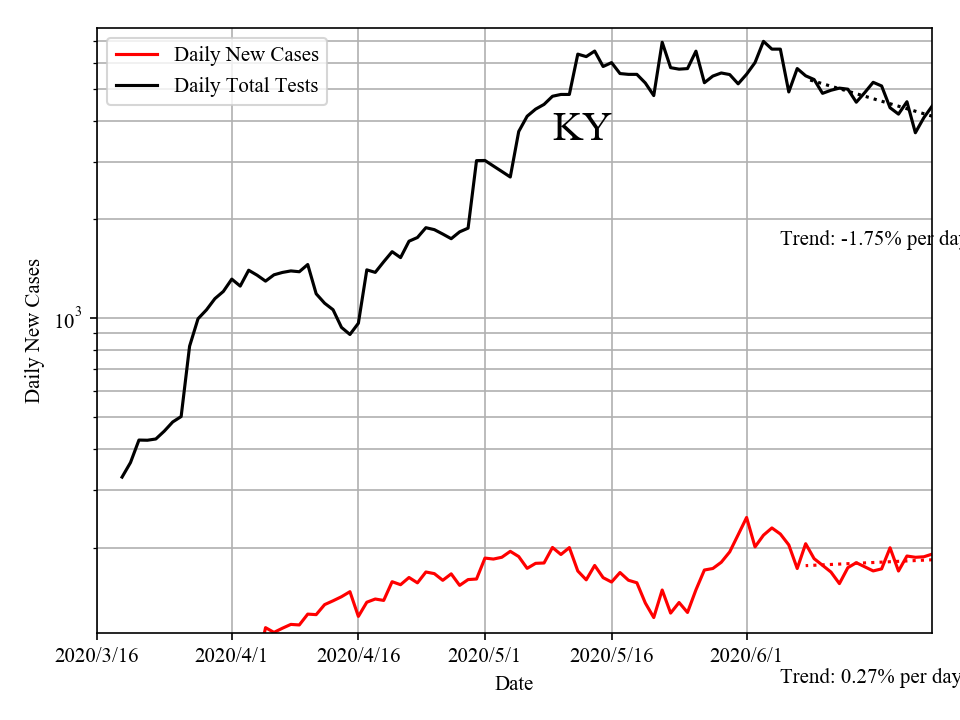 Daily New Cases
Daily Total Tests
KY
Trend: -1.75% per day
Daily New Cases
10^3
2020/3/16 2020/4/1 2020/4/16 2020/5/1 2020/5/16 2020/6/1
Date
Trend: 0.27% per day